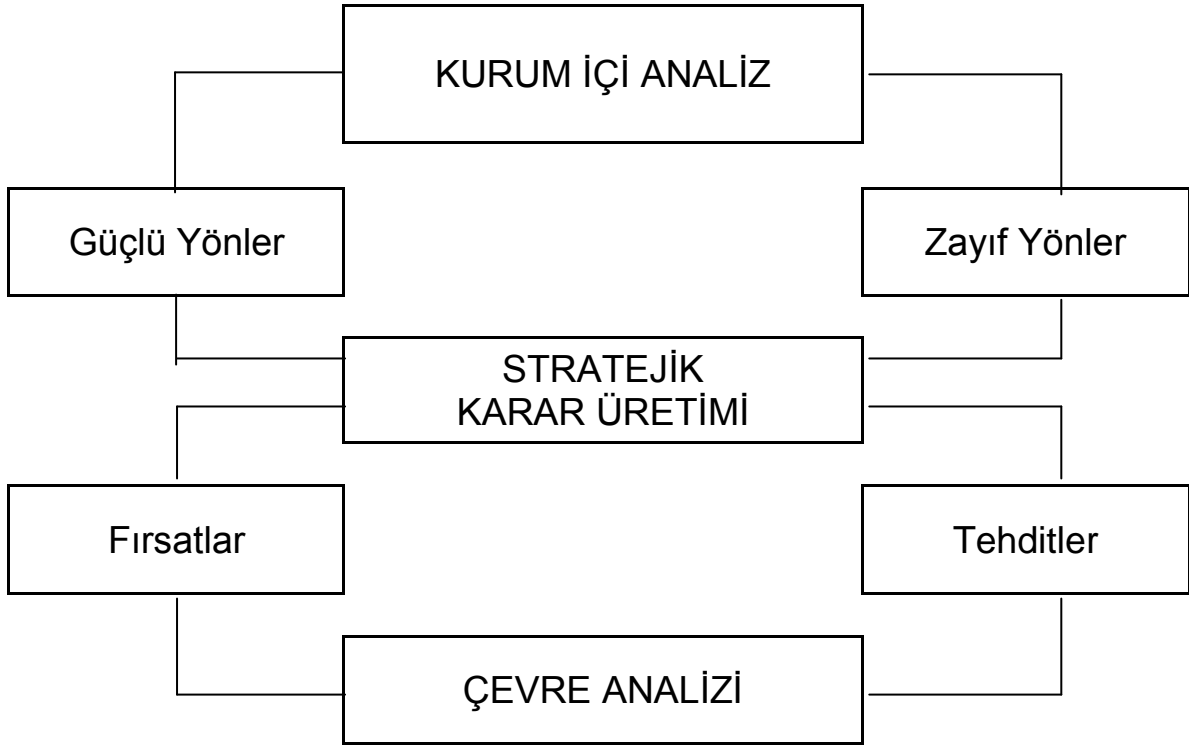 KURUM İÇİ ANALİZ
Güçlü Yönler
Zayıf Yönler
STRATEJİK
KARAR ÜRETİMİ
Fırsatlar
Tehditler
ÇEVRE ANALİZİ